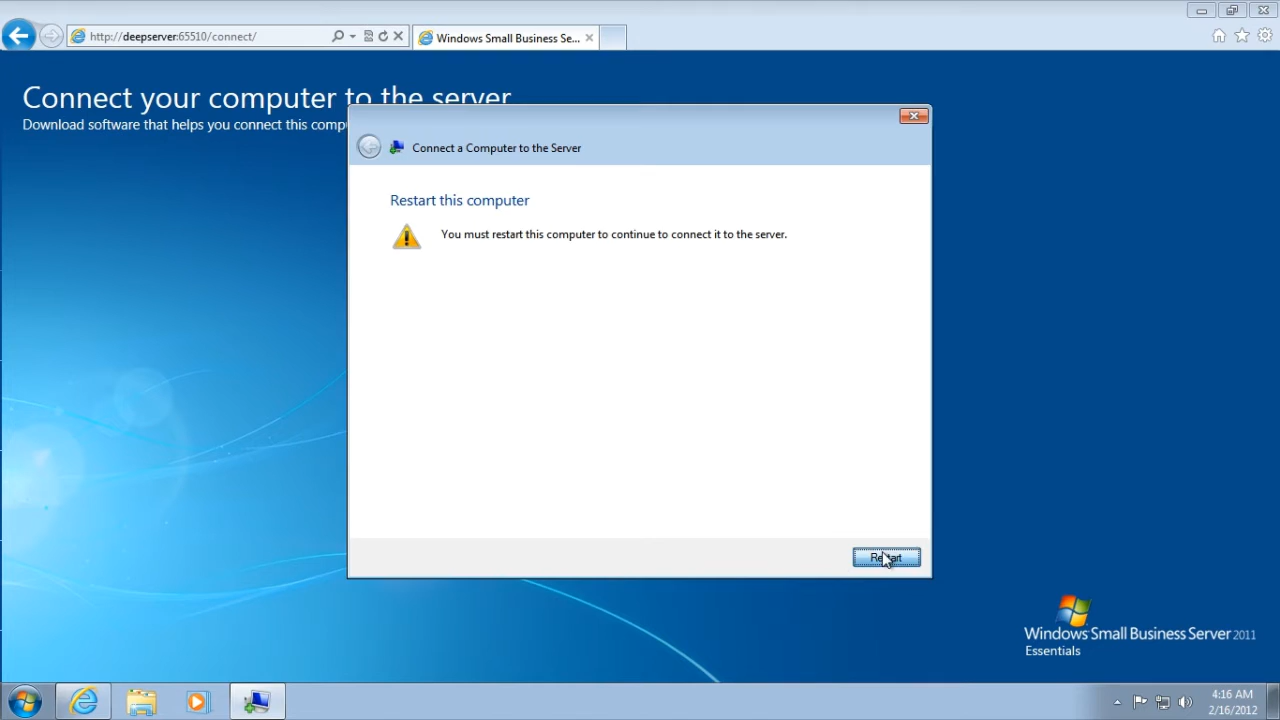 http://deepserver:65510/connect/
Windows Small Business Se...
Connect your computer to the server
Download software that helps you connect this
Connect a Computer to the Server
Restart this computer
You must restart this computer to continue to connect it to the server.
Restart
Windows Small Business Server 2011
Essentials
4:16 AM
2/16/2012